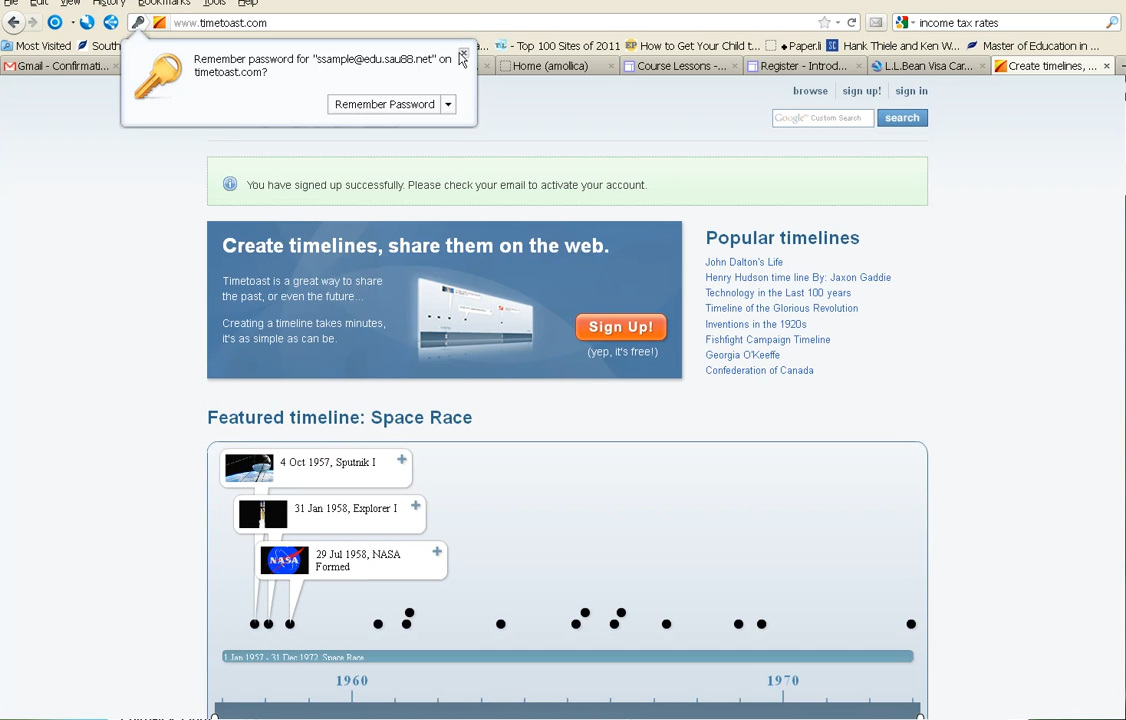 File Edit View History Bookmarks Tools Help
www.timetoast.com
income tax rates
Most Visited South
- Top 100 Sites of 2011 How to Get Your Child t... Paper.li Hank Thiele and Ken W... Master of Education in ...
Gmail - Confirmati... Home (amollica) Course Lessons -... Register - Introd... L.L.Bean Visa Car... Create timelines, ...
Remember password for "ssample@edu.sau88.net" on
timetoast.com?
Remember Password
browse sign up! sign in
Google™ Custom Search search
You have signed up successfully. Please check your email to activate your account.
Create timelines, share them on the web.
Timetoast is a great way to share
the past, or even the future...
Creating a timeline takes minutes,
it's as simple as can be.
Sign Up!
(yep, it's free!)
Popular timelines
John Dalton's Life
Henry Hudson time line By: Jaxon Gaddie
Technology in the Last 100 years
Timeline of the Glorious Revolution
Inventions in the 1920s
Fishfight Campaign Timeline
Georgia O'Keeffe
Confederation of Canada
Featured timeline: Space Race
4 Oct 1957, Sputnik I
31 Jan 1958, Explorer I
NASA
29 Jul 1958, NASA
Formed
1 Jan 1957 - 31 Dec 1972, Space Race
1960 1970